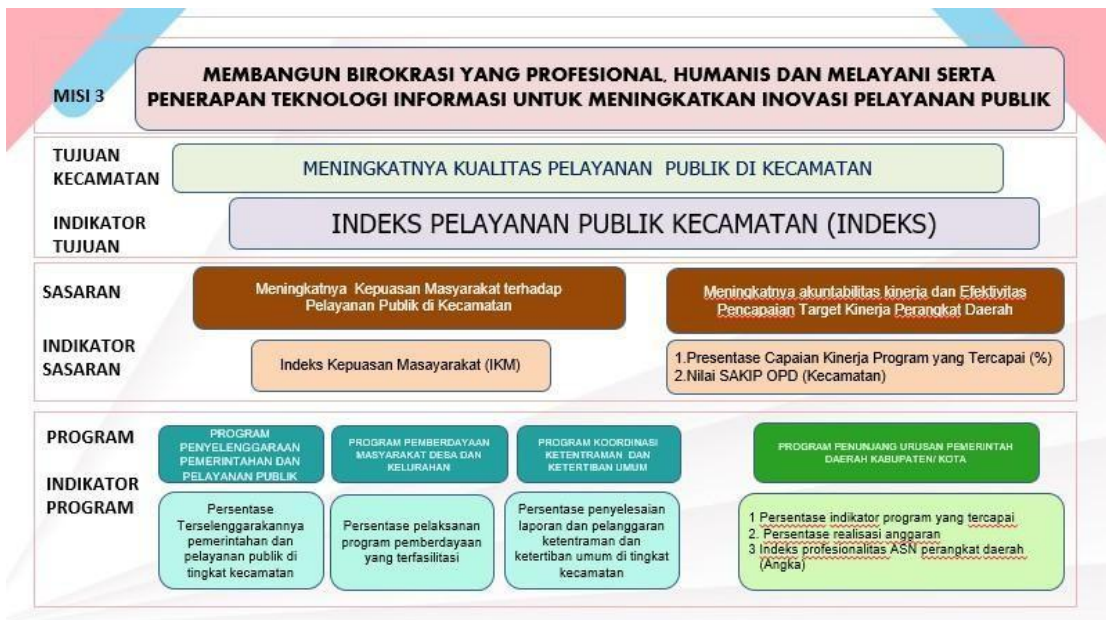 MISI 3
MEMBANGUN BIROKRASI YANG PROFESIONAL, HUMANIS DAN MELAYANI SERTA
PENERAPAN TEKNOLOGI INFORMASI UNTUK MENINGKATKAN INOVASI PELAYANAN PUBLIK
TUJUAN
KECAMATAN
MENINGKATNYA KUALITAS PELAYANAN PUBLIK DI KECAMATAN
INDIKATOR
TUJUAN
INDEKS PELAYANAN PUBLIK KECAMATAN (INDEKS)
SASARAN
Meningkatnya Kepuasan Masyarakat terhadap
Pelayanan Publik di Kecamatan
Meningkatnya akuntabilitas kinerja dan Efektivitas
Pencapaian Target Kinerja Perangkat Daerah
INDIKATOR
SASARAN
Indeks Kepuasan Masayarakat (IKM)
1.Presentase Capaian Kinerja Program yang Tercapai (%)
2.Nilai SAKIP OPD (Kecamatan)
PROGRAM
PROGRAM
PENYELENGGARAAN
PEMERINTAHAN DAN
PELAYANAN PUBLIK
PROGRAM PEMBERDAYAAN
MASYARAKAT DESA DAN
KELURAHAN
PROGRAM KOORDINASI
KETENTRAMAN DAN
KETERTIBAN UMUM
PROGRAM PENUNJANG URUSAN PEMERINTAH
DAERAH KABUPATEN/ KOTA
INDIKATOR
PROGRAM
Persentase
Terselenggarakannya
pemerintahan dan
pelayanan publik di
tingkat kecamatan
Persentase pelaksanan
program pemberdayaan
yang terfasilitasi
Persentase penyelesaian
laporan dan pelanggaran
ketentraman dan
ketertiban umum di tingkat
kecamatan
1 Persentase indikator program yang tercapai
2. Persentase realisasi anggaran
3 Indeks profesionalitas ASN perangkat daerah
(Angka)